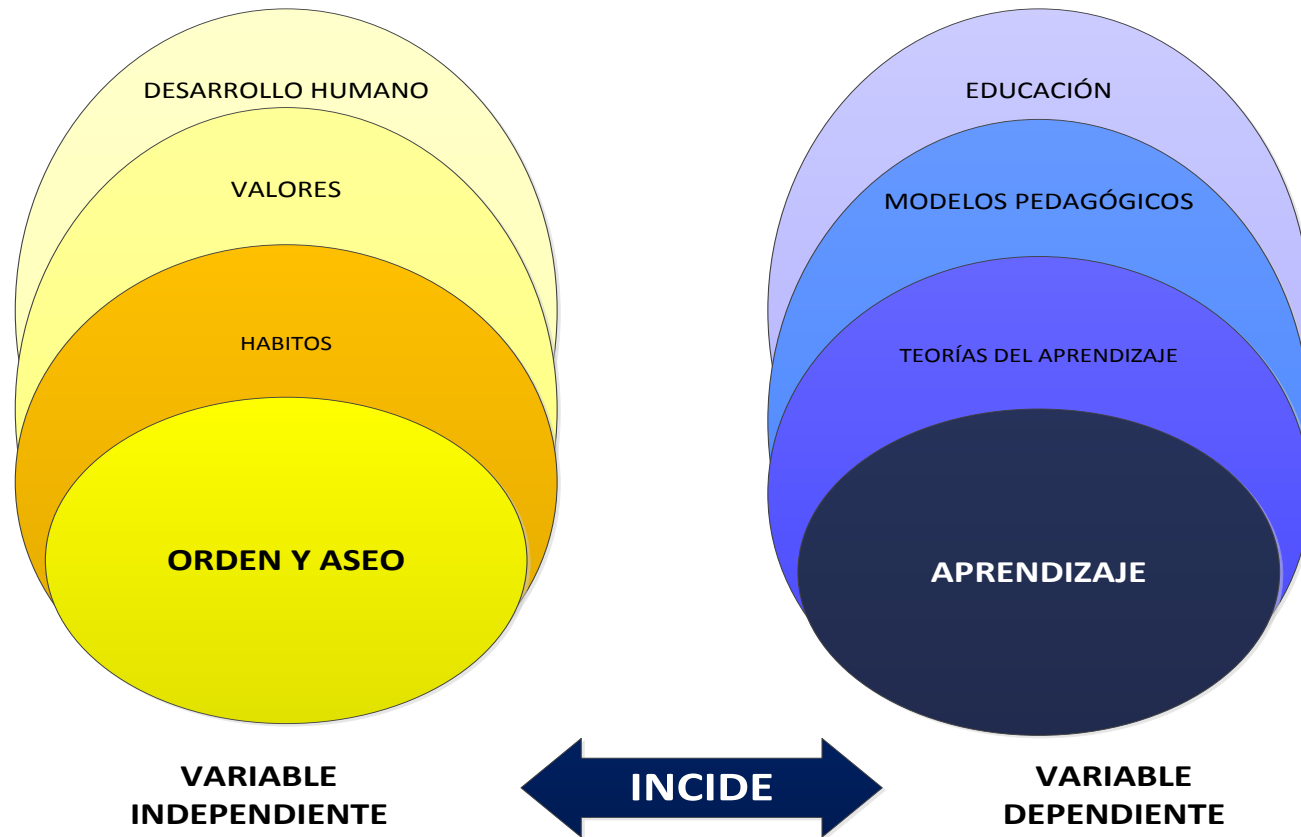 DESARROLLO HUMANO
VALORES
HABITOS
ORDEN Y ASEO
VARIABLE
INDEPENDIENTE
INCIDE
EDUCACIÓN
MODELOS PEDAGÓGICOS
TEORÍAS DEL APRENDIZAJE
APRENDIZAJE
VARIABLE
DEPENDIENTE